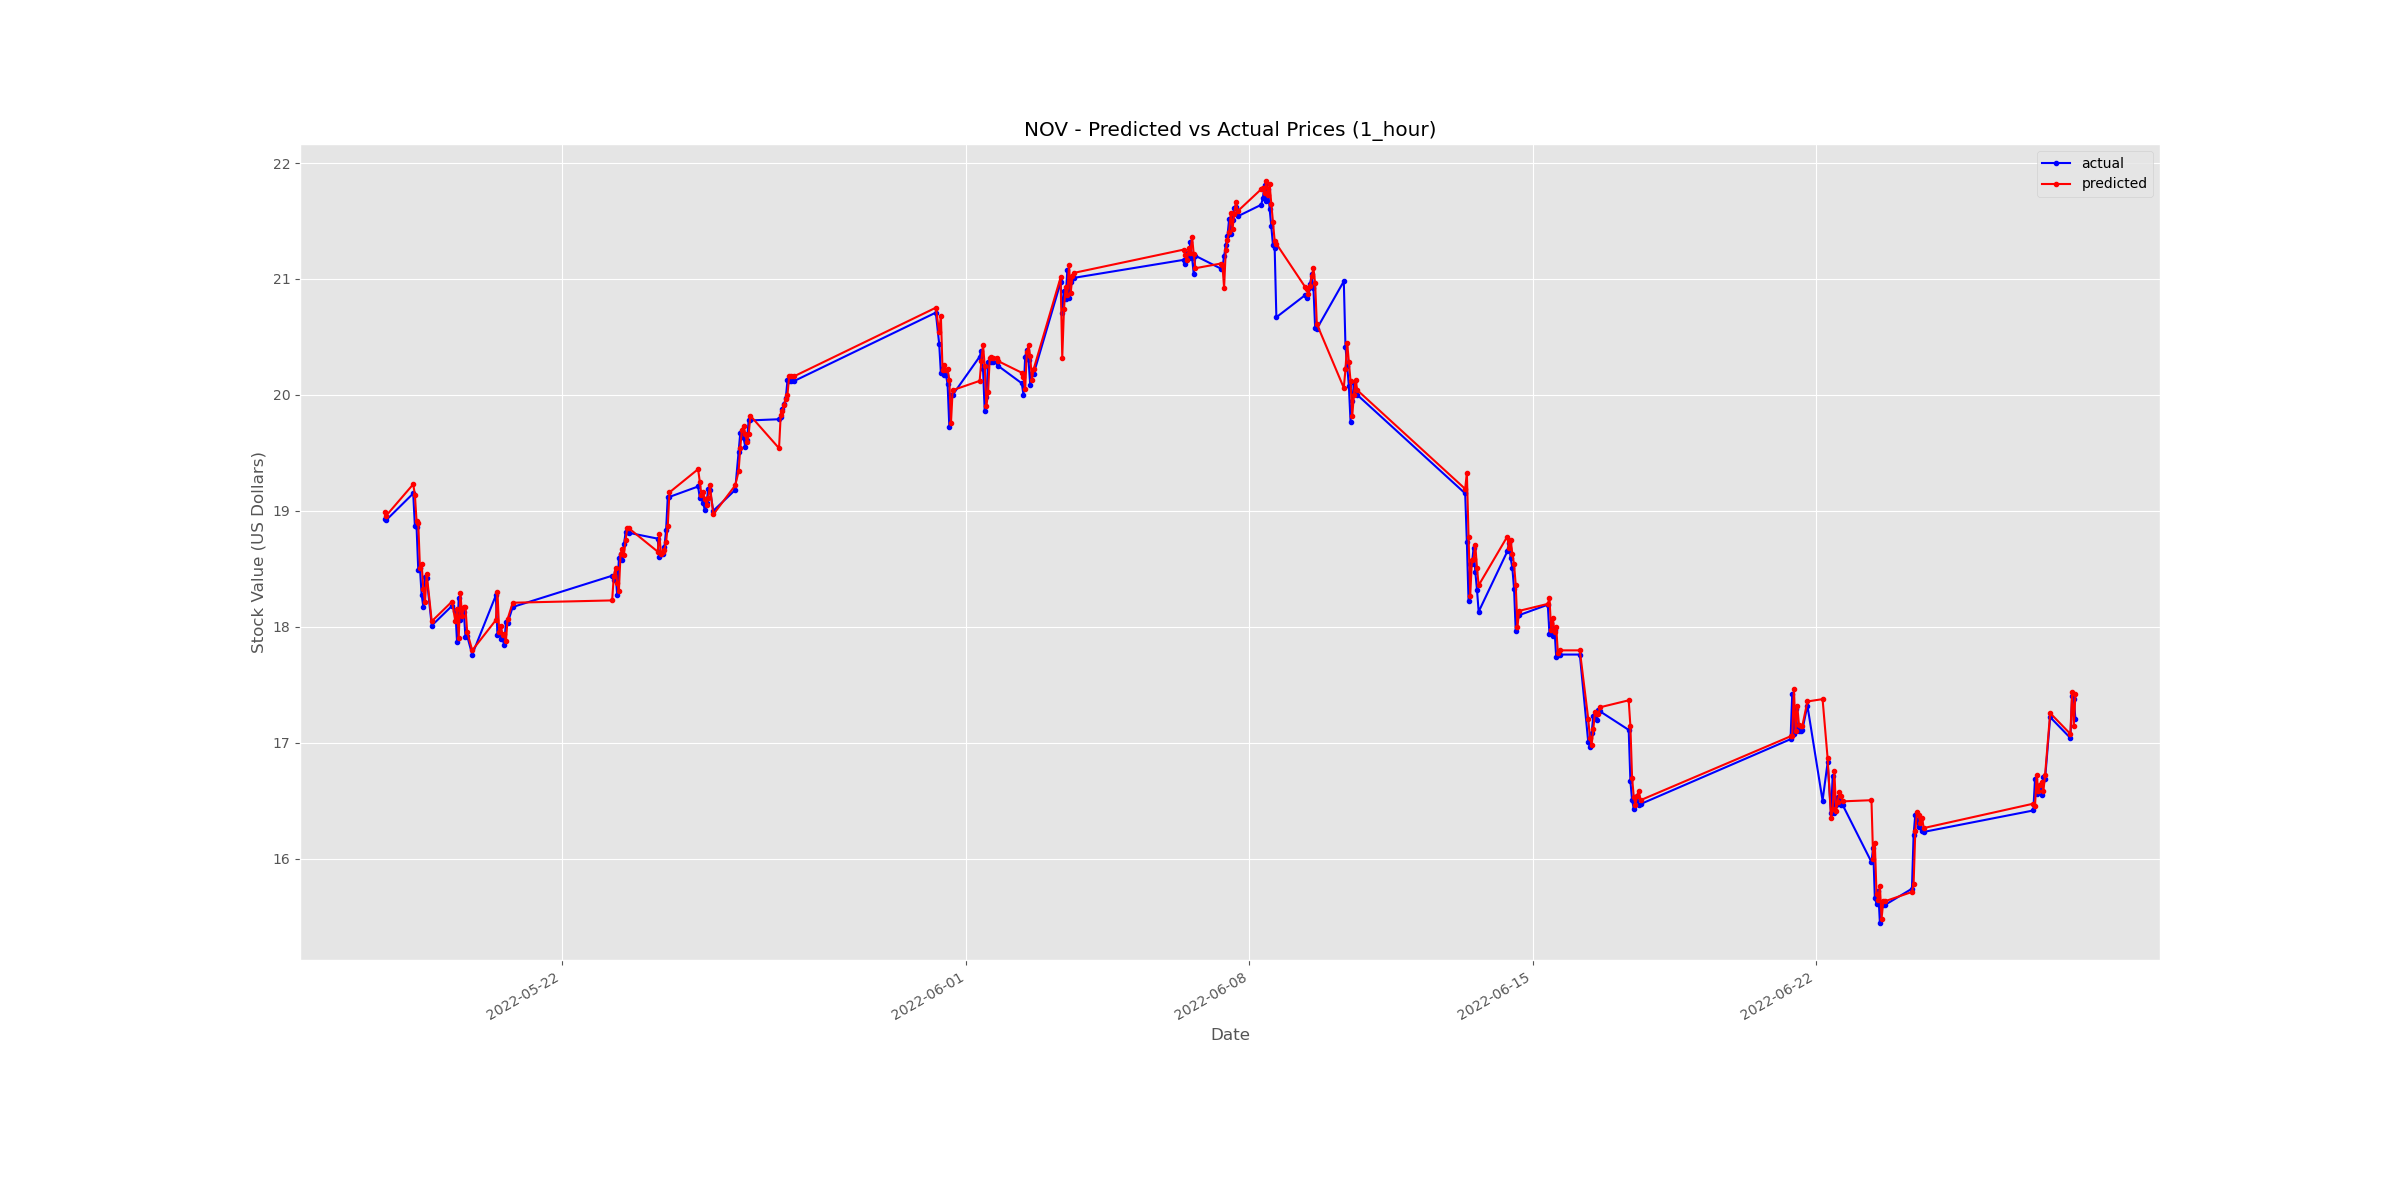 NOV - Predicted vs Actual Prices (1_hour)
actual
predicted
22
21
20
19
18
17
16
Stock Value (US Dollars)
2022-05-22
2022-06-01
2022-06-08
2022-06-15
2022-06-22
Date